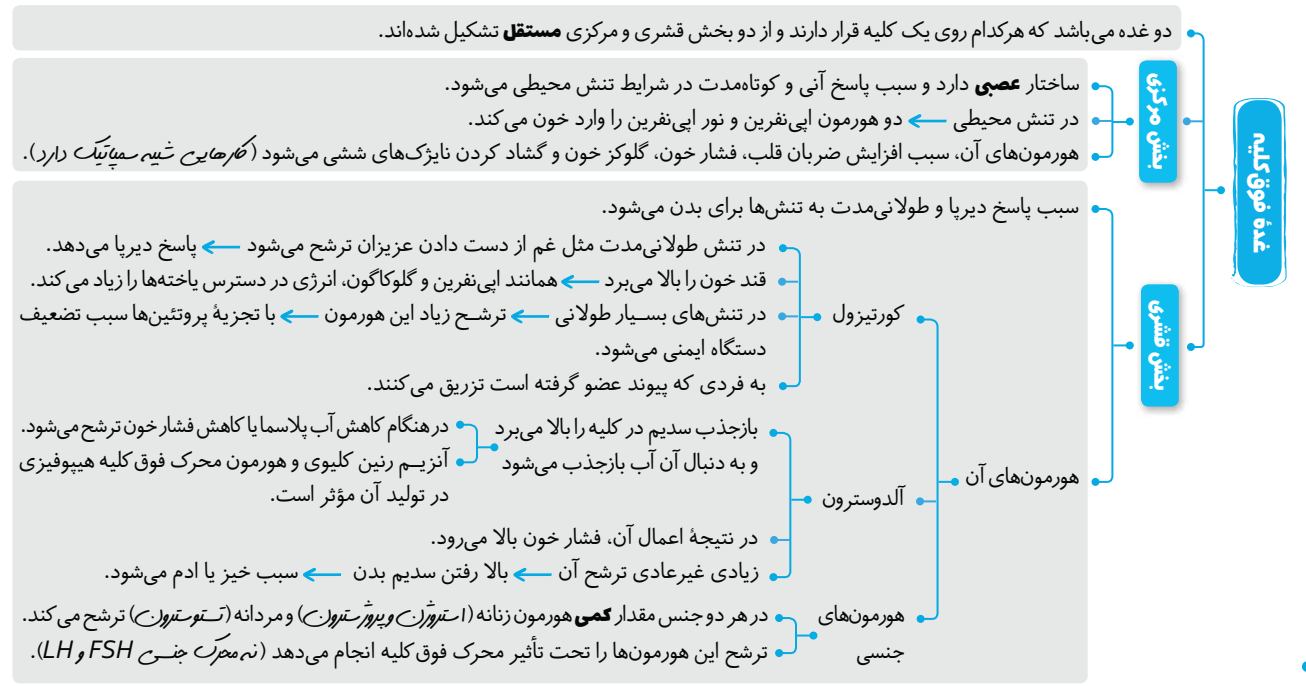 غدهٔ فوق‌کلیه
دو غده می‌باشد که هرکدام روی یک کلیه قرار دارند و از دو بخش قشری و مرکزی مستقل تشکیل شده‌اند.
بخش مرکزی
ساختار عصبی دارد و سبب پاسخ آنی و کوتاه‌مدت در شرایط تنش محیطی می‌شود.
در تنش محیطی ← دو هورمون اپی‌نفرین و نور اپی‌نفرین را وارد خون می‌کند.
هورمون‌های آن، سبب افزایش ضربان قلب، فشار خون، گلوکز خون و گشاد کردن نایژک‌های ششی می‌شود (کارهایی شبیه سمپاتیک دارد).
بخش قشری
سبب پاسخ دیرپا و طولانی‌مدت به تنش‌ها برای بدن می‌شود.
هورمون‌های آن
کورتیزول
در تنش طولانی‌مدت مثل غم از دست دادن عزیزان ترشح می‌شود ← پاسخ دیرپا می‌دهد.
قند خون را بالا می‌برد ← همانند اپی‌نفرین و گلوکاگون، انرژی در دسترس یاخته‌ها را زیاد می‌کند.
در تنش‌های بسیار طولانی ← ترشح زیاد این هورمون ← با تجزیهٔ پروتئین‌ها سبب تضعیف
دستگاه ایمنی می‌شود.
به فردی که پیوند عضو گرفته است تزریق می‌کنند.
آلدوسترون
بازجذب سدیم در کلیه را بالا می‌برد
و به دنبال آن آب بازجذب می‌شود
در هنگام کاهش آب پلاسما یا کاهش فشار خون ترشح می‌شود.
آنزیم رنین کلیوی و هورمون محرک فوق کلیه هیپوفیزی
در تولید آن مؤثر است.
در نتیجهٔ اعمال آن، فشار خون بالا می‌رود.
زیادی غیرعادی ترشح آن ← بالا رفتن سدیم بدن ← سبب خیز یا ادم می‌شود.
هورمون‌های
جنسی
در هر دو جنس مقدار کمی هورمون زنانه (استروژن و پروژسترون) و مردانه (تستوسترون) ترشح می‌کند.
ترشح این هورمون‌ها را تحت تأثیر محرک فوق کلیه انجام می‌دهد (نه محرک جنسی FSH و LH).